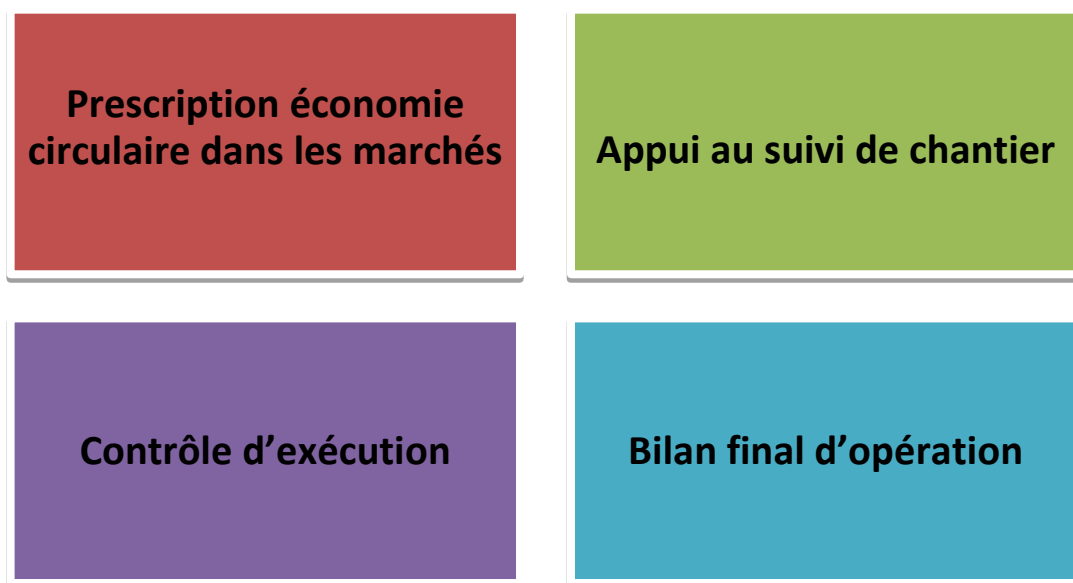 Prescription économie
circulaire dans les marchés
Appui au suivi de chantier
Contrôle d’exécution
Bilan final d’opération